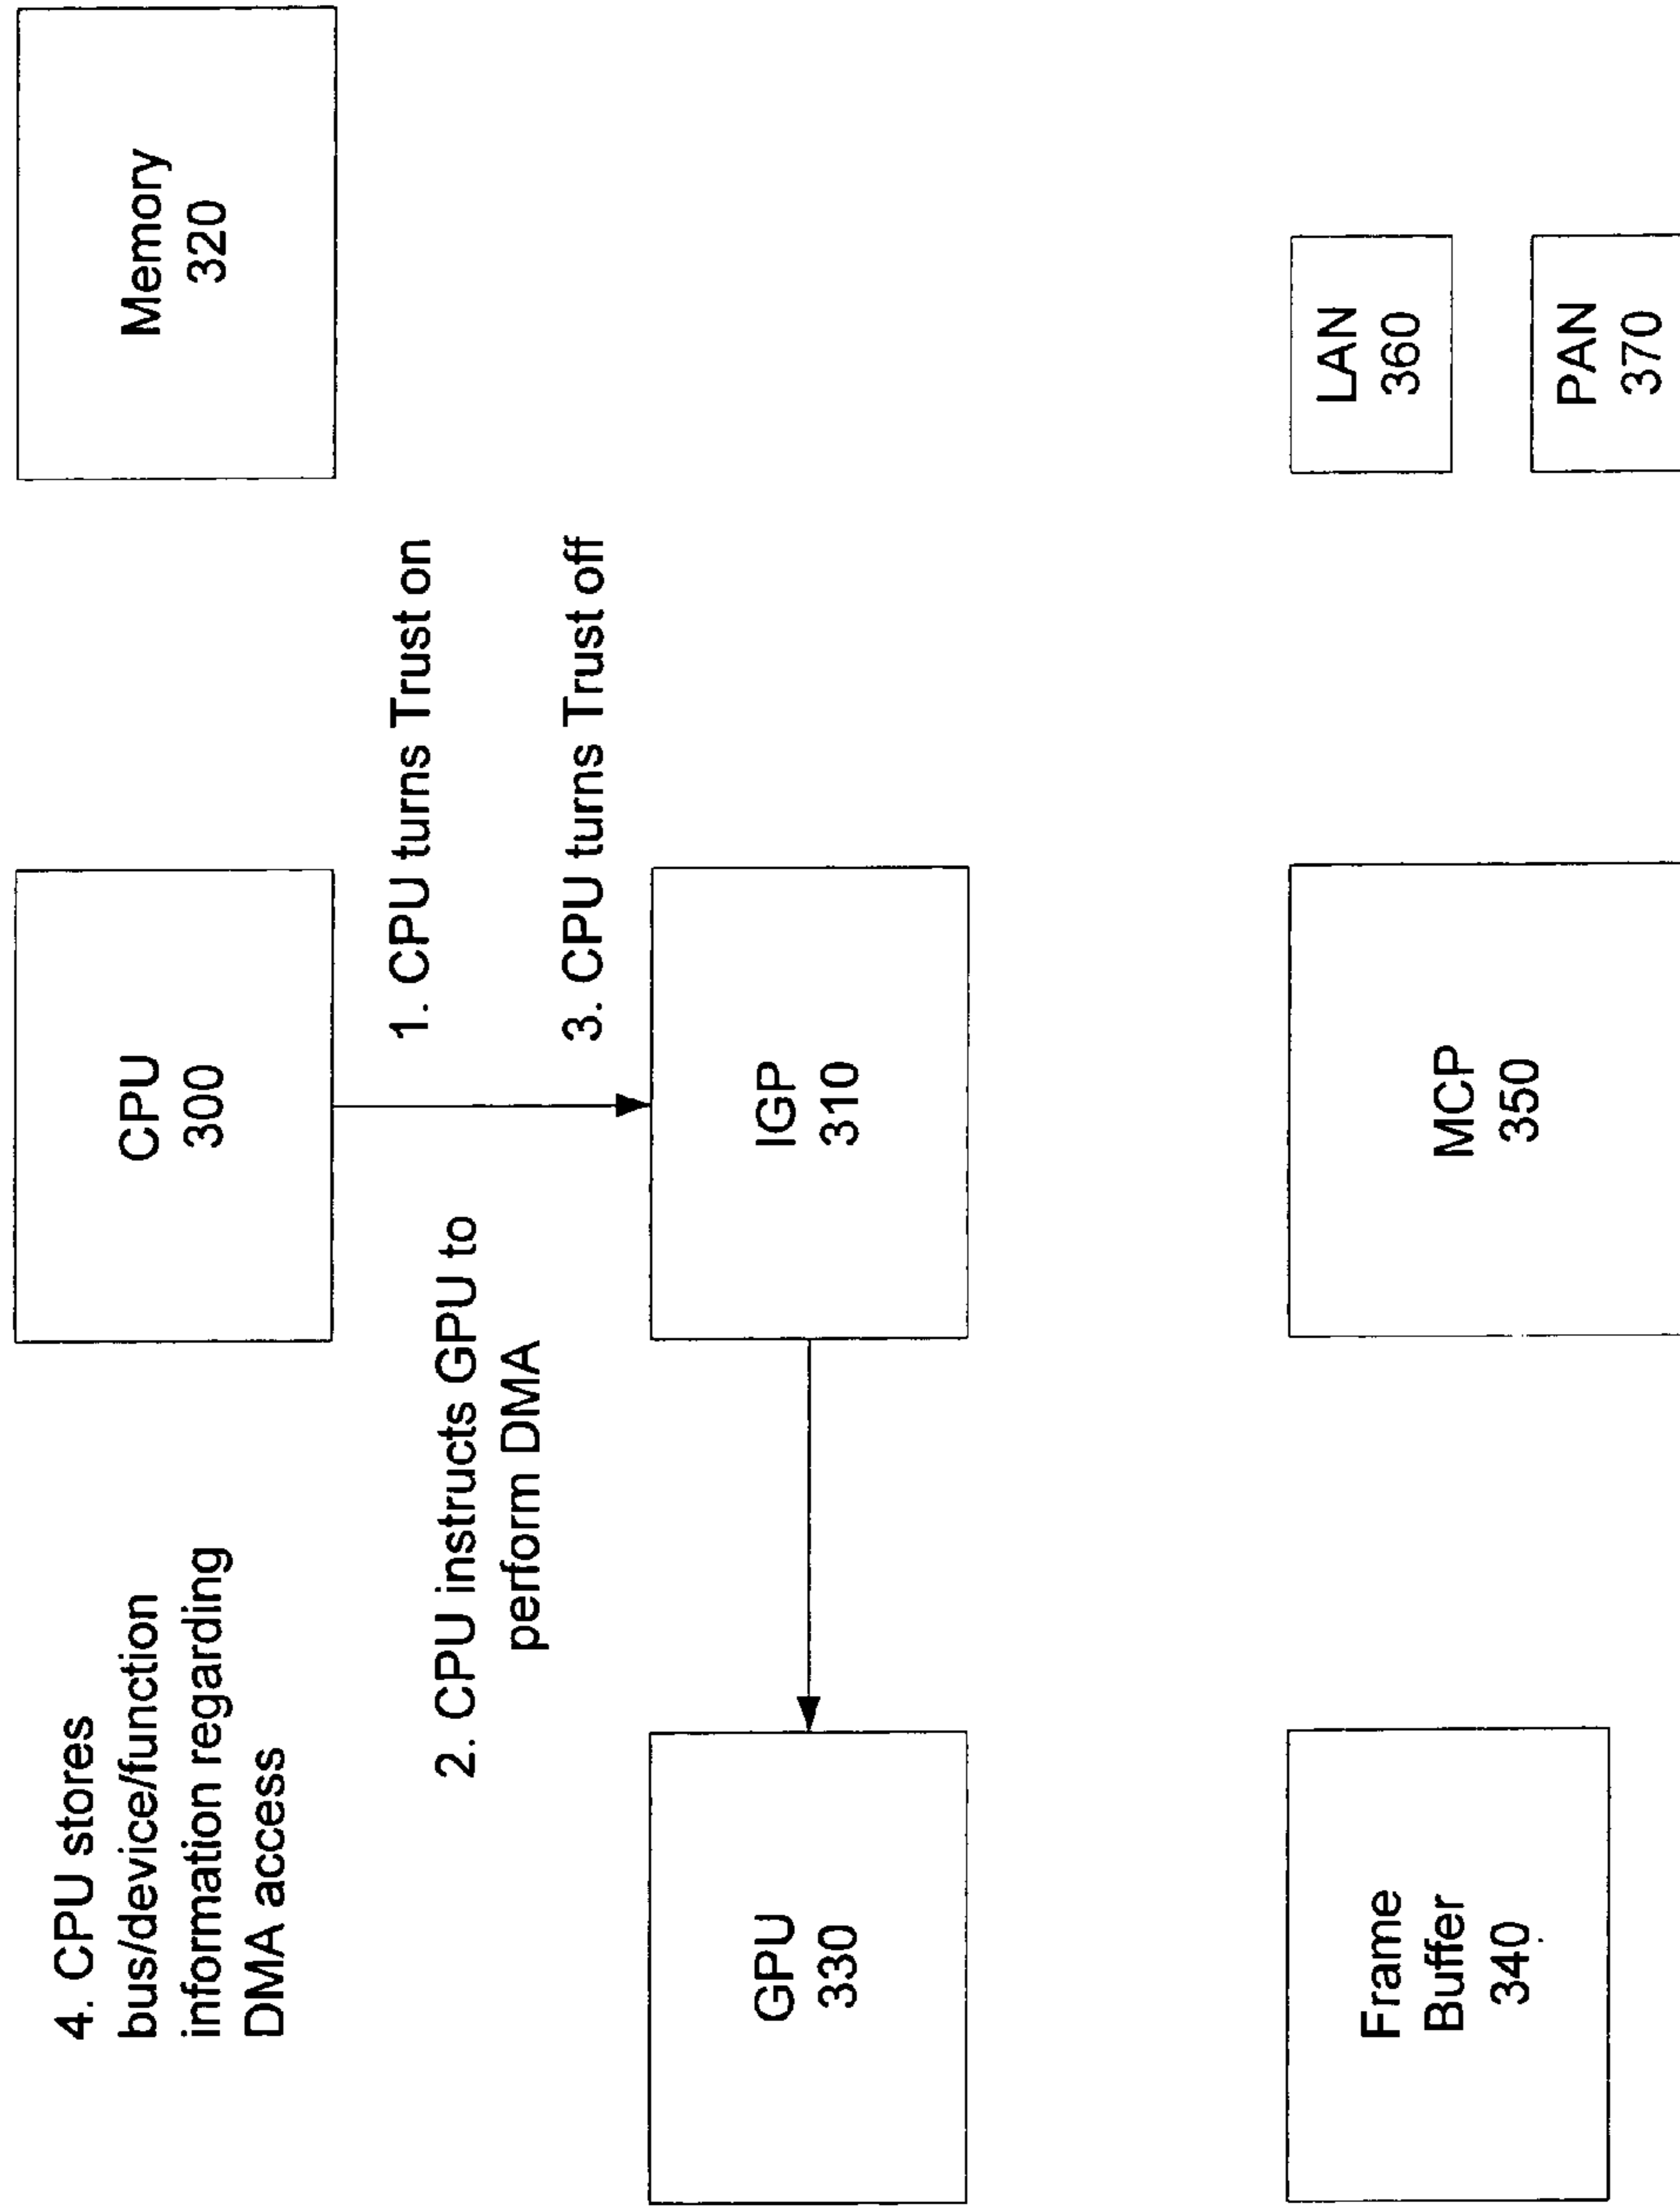 4. CPU stores
bus/device/function
information regarding
DMA access
CPU
300
Memory
320
1. CPU turns Trust on
2. CPU instructs GPU to
perform DMA
3. CPU turns Trust off
GPU
330
IGP
310
Frame
Buffer
340
MCP
350
LAN
360
PAN
370